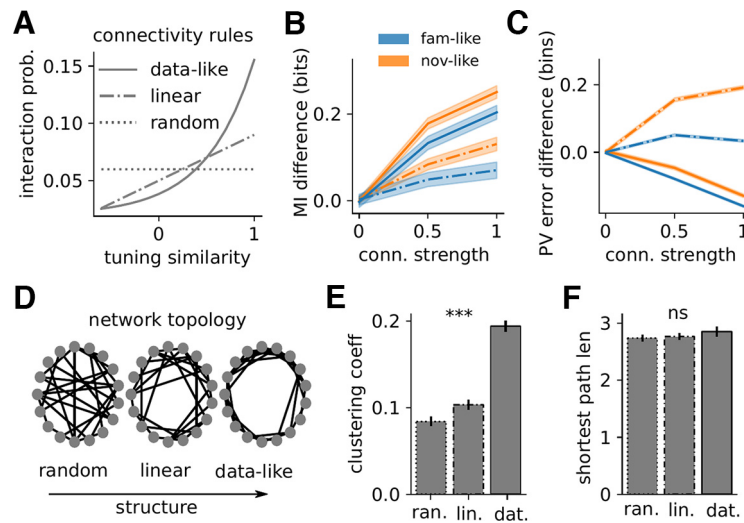 A
connectivity rules
interaction prob.
0.15
0.10
0.05
data-like
linear
random
0
1
tuning similarity
B
fam-like
nov-like
MI difference (bits)
0.2
0.0
0
0.5
1
conn. strength
C
PV error difference (bins)
0.2
0.0
0
0.5
1
conn. strength
D
network topology
random
linear
data-like
structure
E
***
clustering coeff
0.2
0.1
0.0
ran.
lin.
dat.
F
ns
shortest path len
3
2
1
0
ran.
lin.
dat.